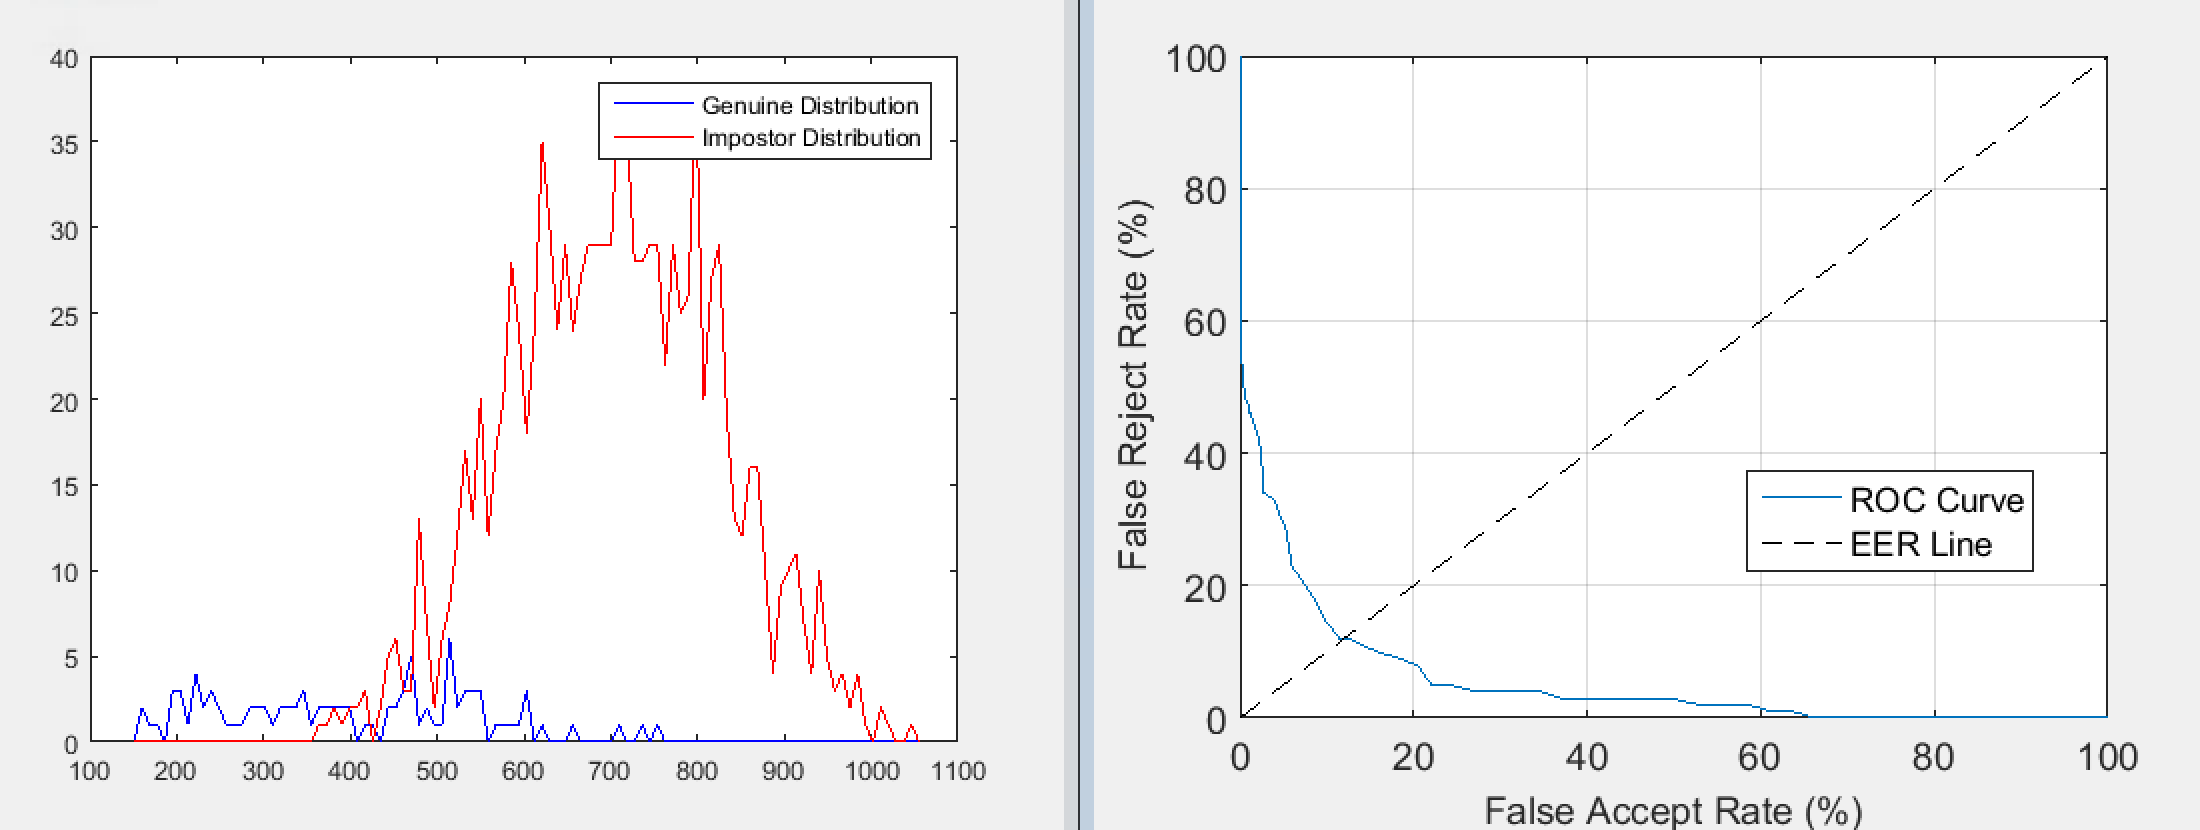 40
35
30
25
20
15
10
5
0
100 200 300 400 500 600 700 800 900 1000 1100
Genuine Distribution
Impostor Distribution
100
80
60
40
20
0
0 20 40 60 80 100
False Reject Rate (%)
False Accept Rate (%)
ROC Curve
EER Line